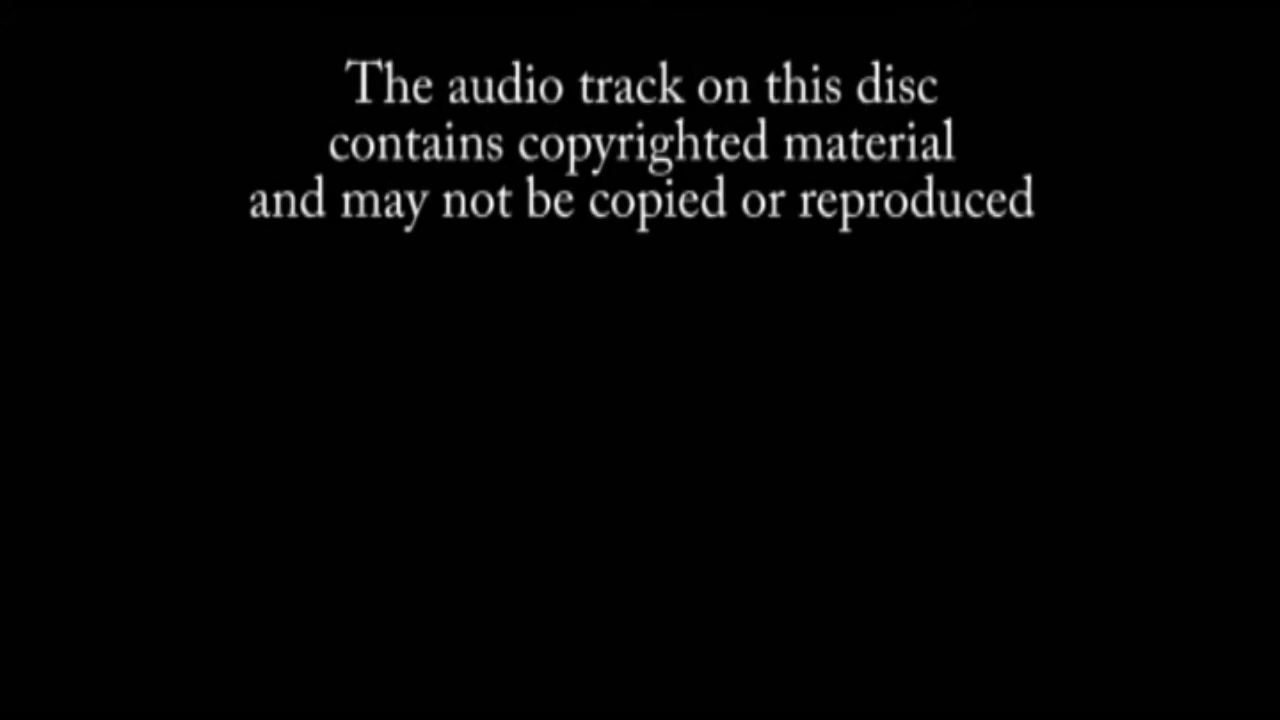 The audio track on this disc
contains copyrighted material
and may not be copied or reproduced